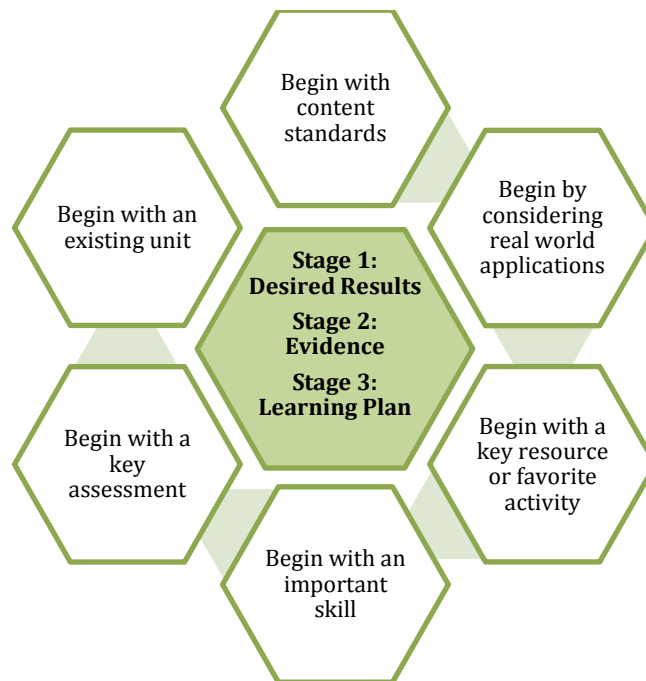 Begin with
content
standards
Begin by
considering
real world
applications
Begin with a
key resource
or favorite
activity
Begin with an
important
skill
Begin with a
key
assessment
Begin with an
existing unit
Stage 1:
Desired Results
Stage 2:
Evidence
Stage 3:
Learning Plan